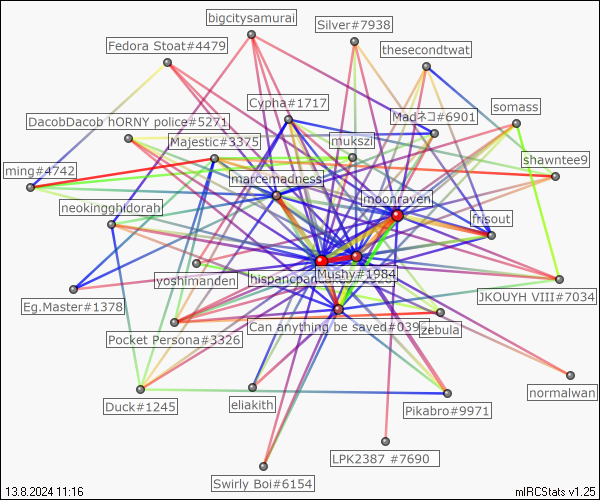 bigcitysamurai
Silver#7938
Fedora Stoat#4479
thesecondtwat
Cypha#1717
somass
Madネコ#6901
DacobDacob hORNY police#5271
Majestic#3375
mukszi
shawntee9
ming#4742
marcemadness
moonraven
neokingghidorah
frisout
yoshimanden
Mushy#1984
JKOUYH VIII#7034
Eg.Master#1378
Can anything be saved#039
zebula
Pocket Persona#3326
normalwan
Duck#1245
eliakith
Pikabro#9971
LPK2387 #7690
Swirly Boi#6154
13.8.2024 11:16
mIRCStats v1.25